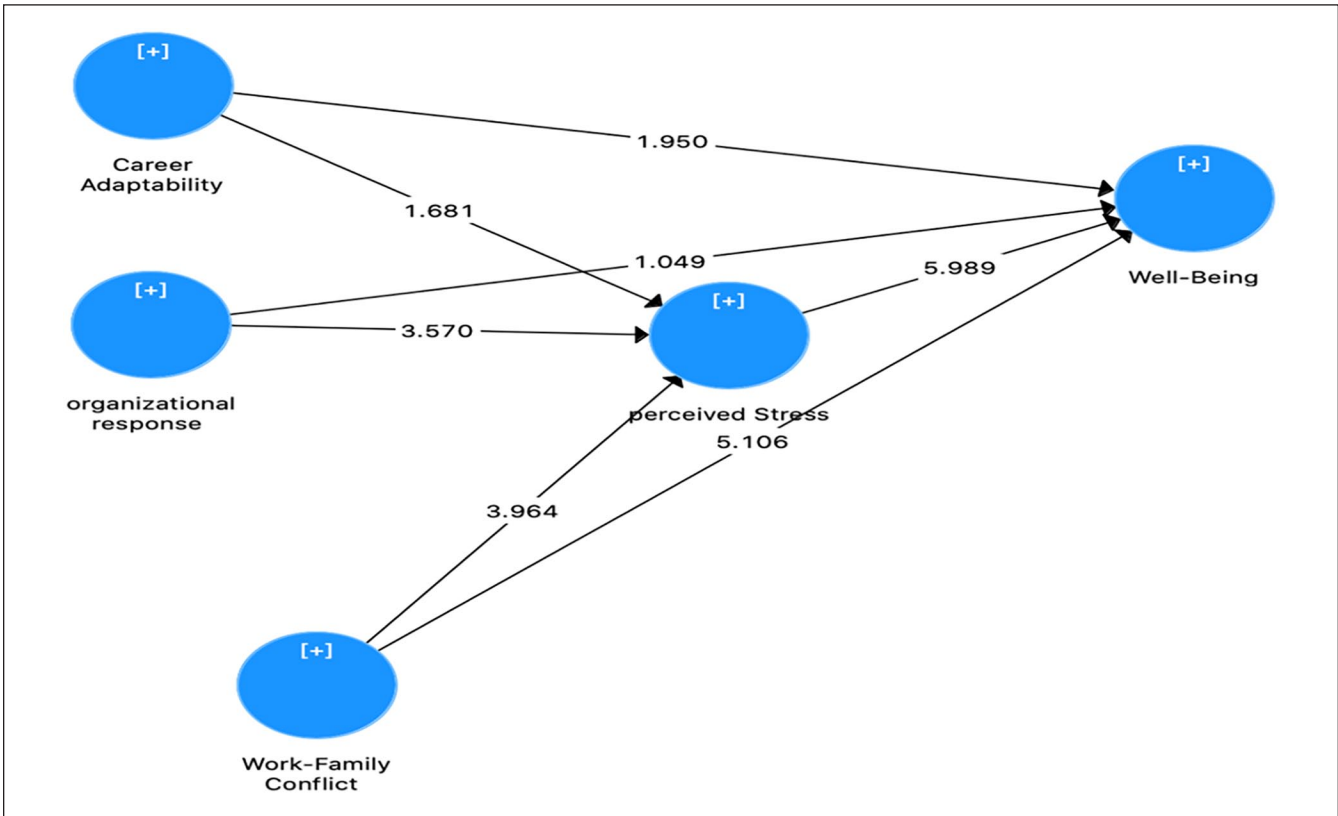 [+]
Career
Adaptability
1.950
[+]
Well-Being
1.681
[+]
organizational
response
1.049
5.989
3.570
[+]
perceived Stress
5.106
3.964
[+]
Work-Family
Conflict